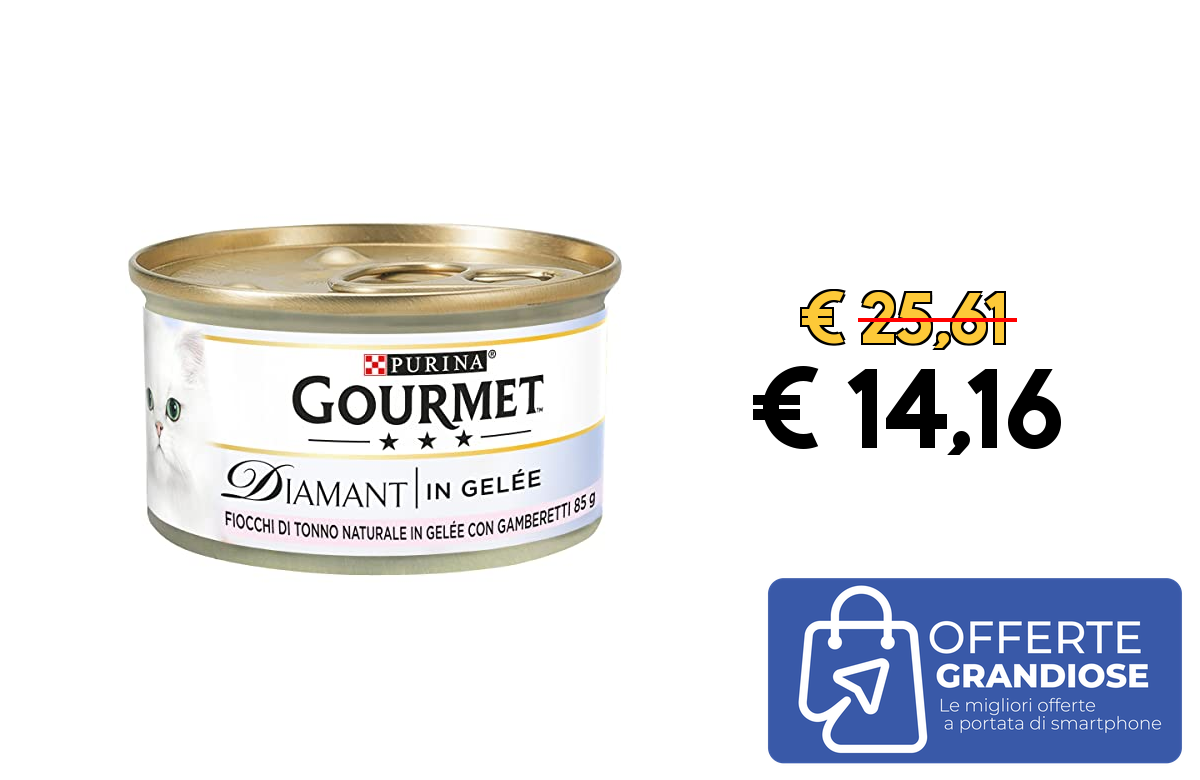 PURINA®
GOURMET™
DIAMANT | IN GELÉE
FIOCCHI DI TONNO NATURALE IN GELÉE CON GAMBERETTI 85 g
€ 25,61
€ 14,16
OFFERTE
GRANDIOSE
Le migliori offerte
a portata di smartphone